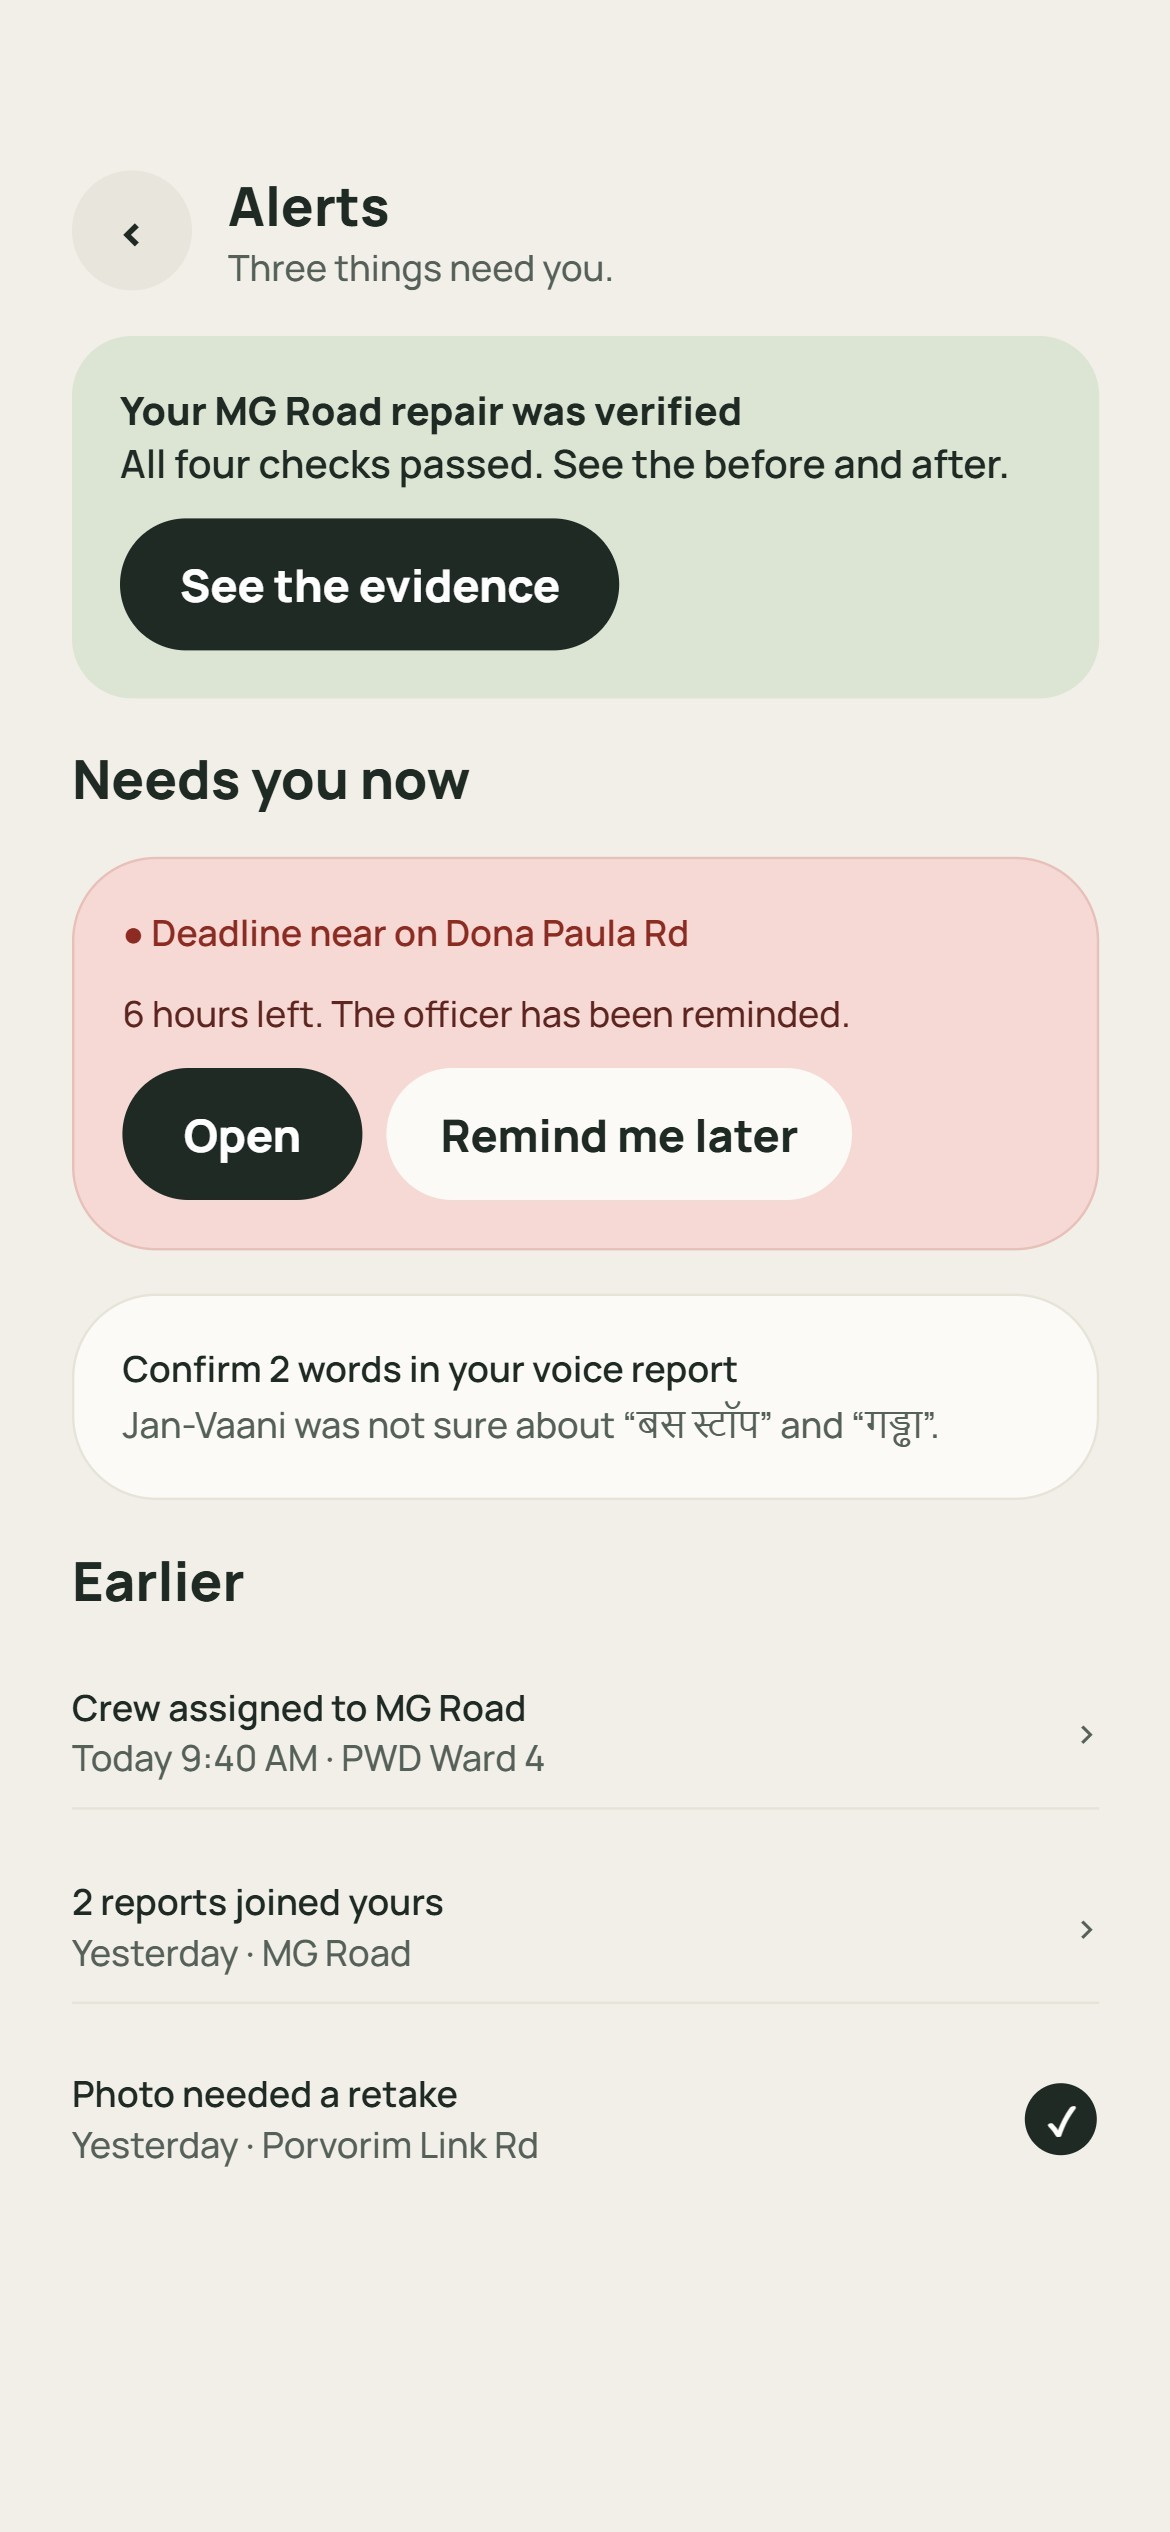 Alerts
Three things need you.
Your MG Road repair was verified
All four checks passed. See the before and after.
See the evidence
Needs you now
● Deadline near on Dona Paula Rd
6 hours left. The officer has been reminded.
Open
Remind me later
Confirm 2 words in your voice report
Jan-Vaani was not sure about “बस स्टॉप” and “गड्ढा”.
Earlier
Crew assigned to MG Road
Today 9:40 AM · PWD Ward 4
2 reports joined yours
Yesterday · MG Road
Photo needed a retake
Yesterday · Porvorim Link Rd